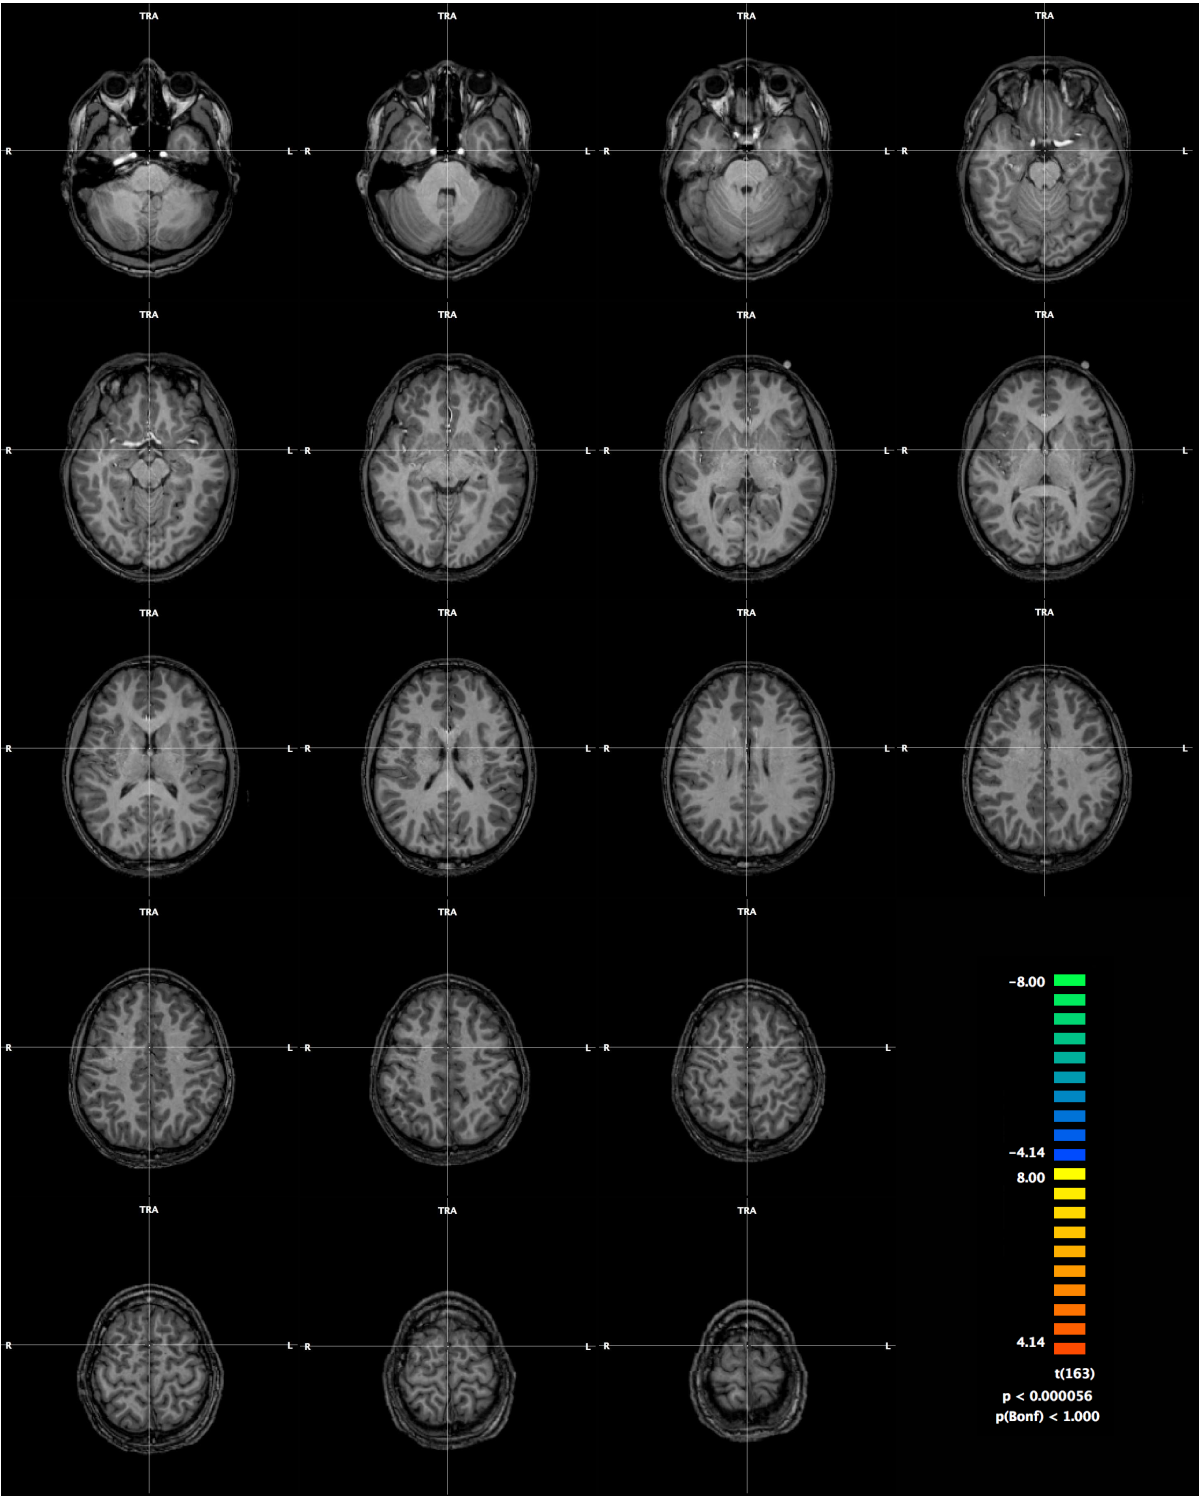 TRA TRA TRA TRA
R L R L R L R L
TRA TRA TRA TRA
R L R L R L R L
TRA TRA TRA TRA
R L R L R L R L
TRA TRA TRA
-8.00
R L R L R L
-4.14
8.00
TRA TRA TRA
4.14
R L R L R L
t(163)
p < 0.000056
p(Bonf) < 1.000